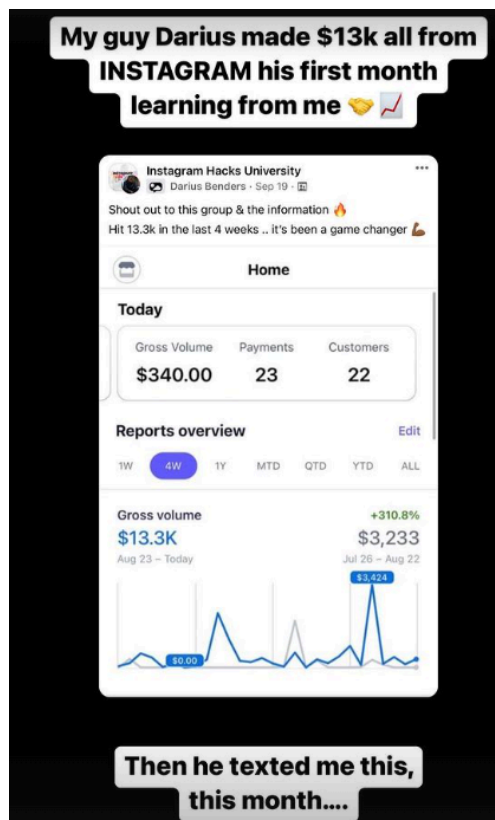 My guy Darius made $13k all from
INSTAGRAM his first month
learning from me 🤝 📈
Instagram Hacks University
Darius Benders · Sep 19 ·
Shout out to this group & the information 🔥
Hit 13.3k in the last 4 weeks .. it's been a game changer 💪🏾
Home
Today
Gross Volume Payments Customers
$340.00 23 22
Reports overview Edit
1W 4W 1Y MTD QTD YTD ALL
Gross volume +310.8%
$13.3K $3,233
Aug 23 – Today Jul 26 – Aug 22
$3,424
$0.00
Then he texted me this,
this month....